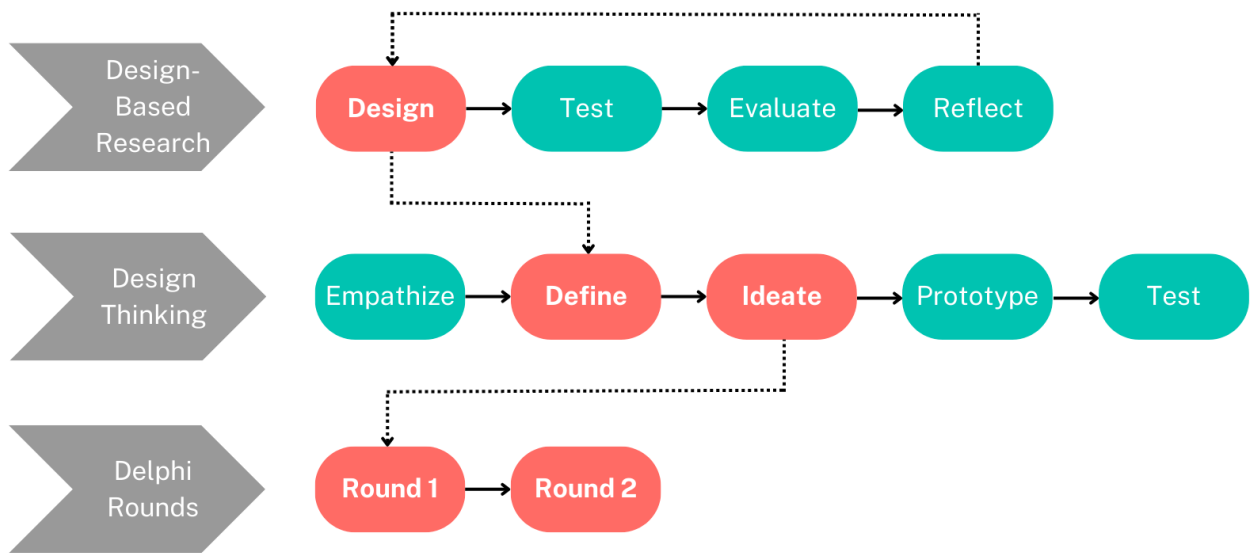 Design-
Based
Research
Design
Test
Evaluate
Reflect
Design
Thinking
Empathize
Define
Ideate
Prototype
Test
Delphi
Rounds
Round 1
Round 2